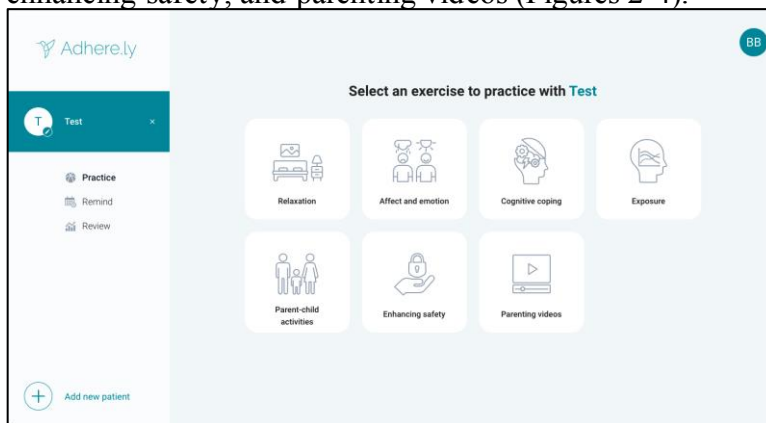 enhancing safety, and parenting videos (Figures 2-4).
Adhere.ly
BB
Select an exercise to practice with Test
T
Test
×
Practice
Remind
Review
Relaxation
Affect and emotion
Cognitive coping
Exposure
Parent-child
activities
Enhancing safety
Parenting videos
Add new patient